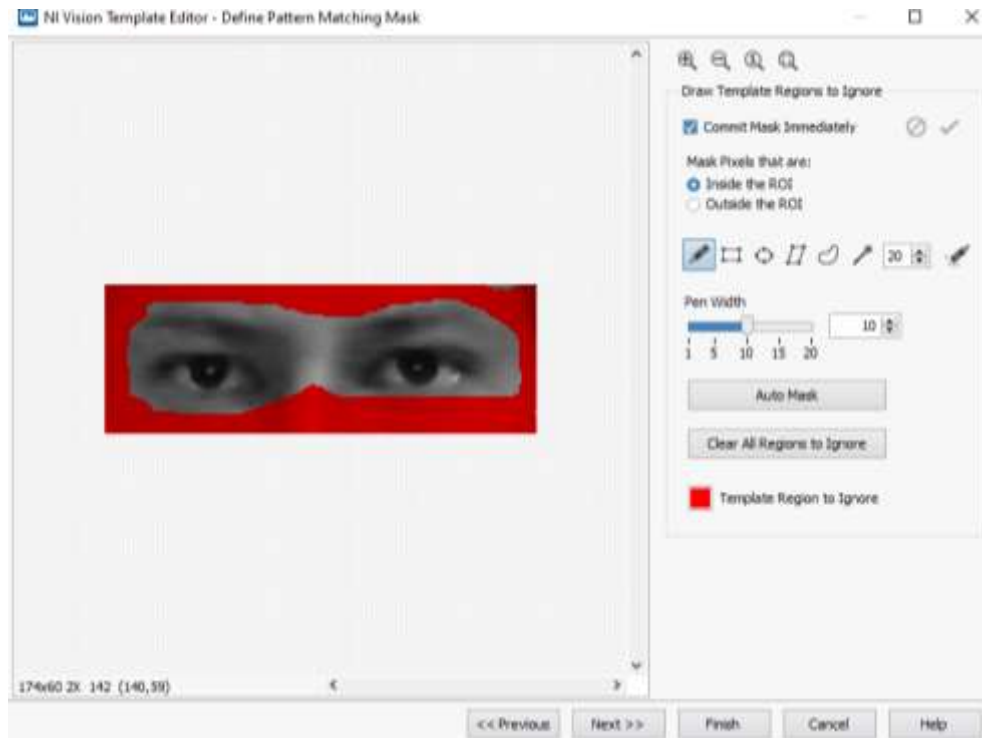 NI Vision Template Editor - Define Pattern Matching Mask
Draw Template Regions to Ignore
Commit Mask Immediately
Mask Pixels that are:
Inside the ROI
Outside the ROI
20
Pen Width
10
1 5 10 15 20
Auto Mask
Clear All Regions to Ignore
Template Region to Ignore
174x60 2X 142 (140,59)
<< Previous Next >> Finish Cancel Help